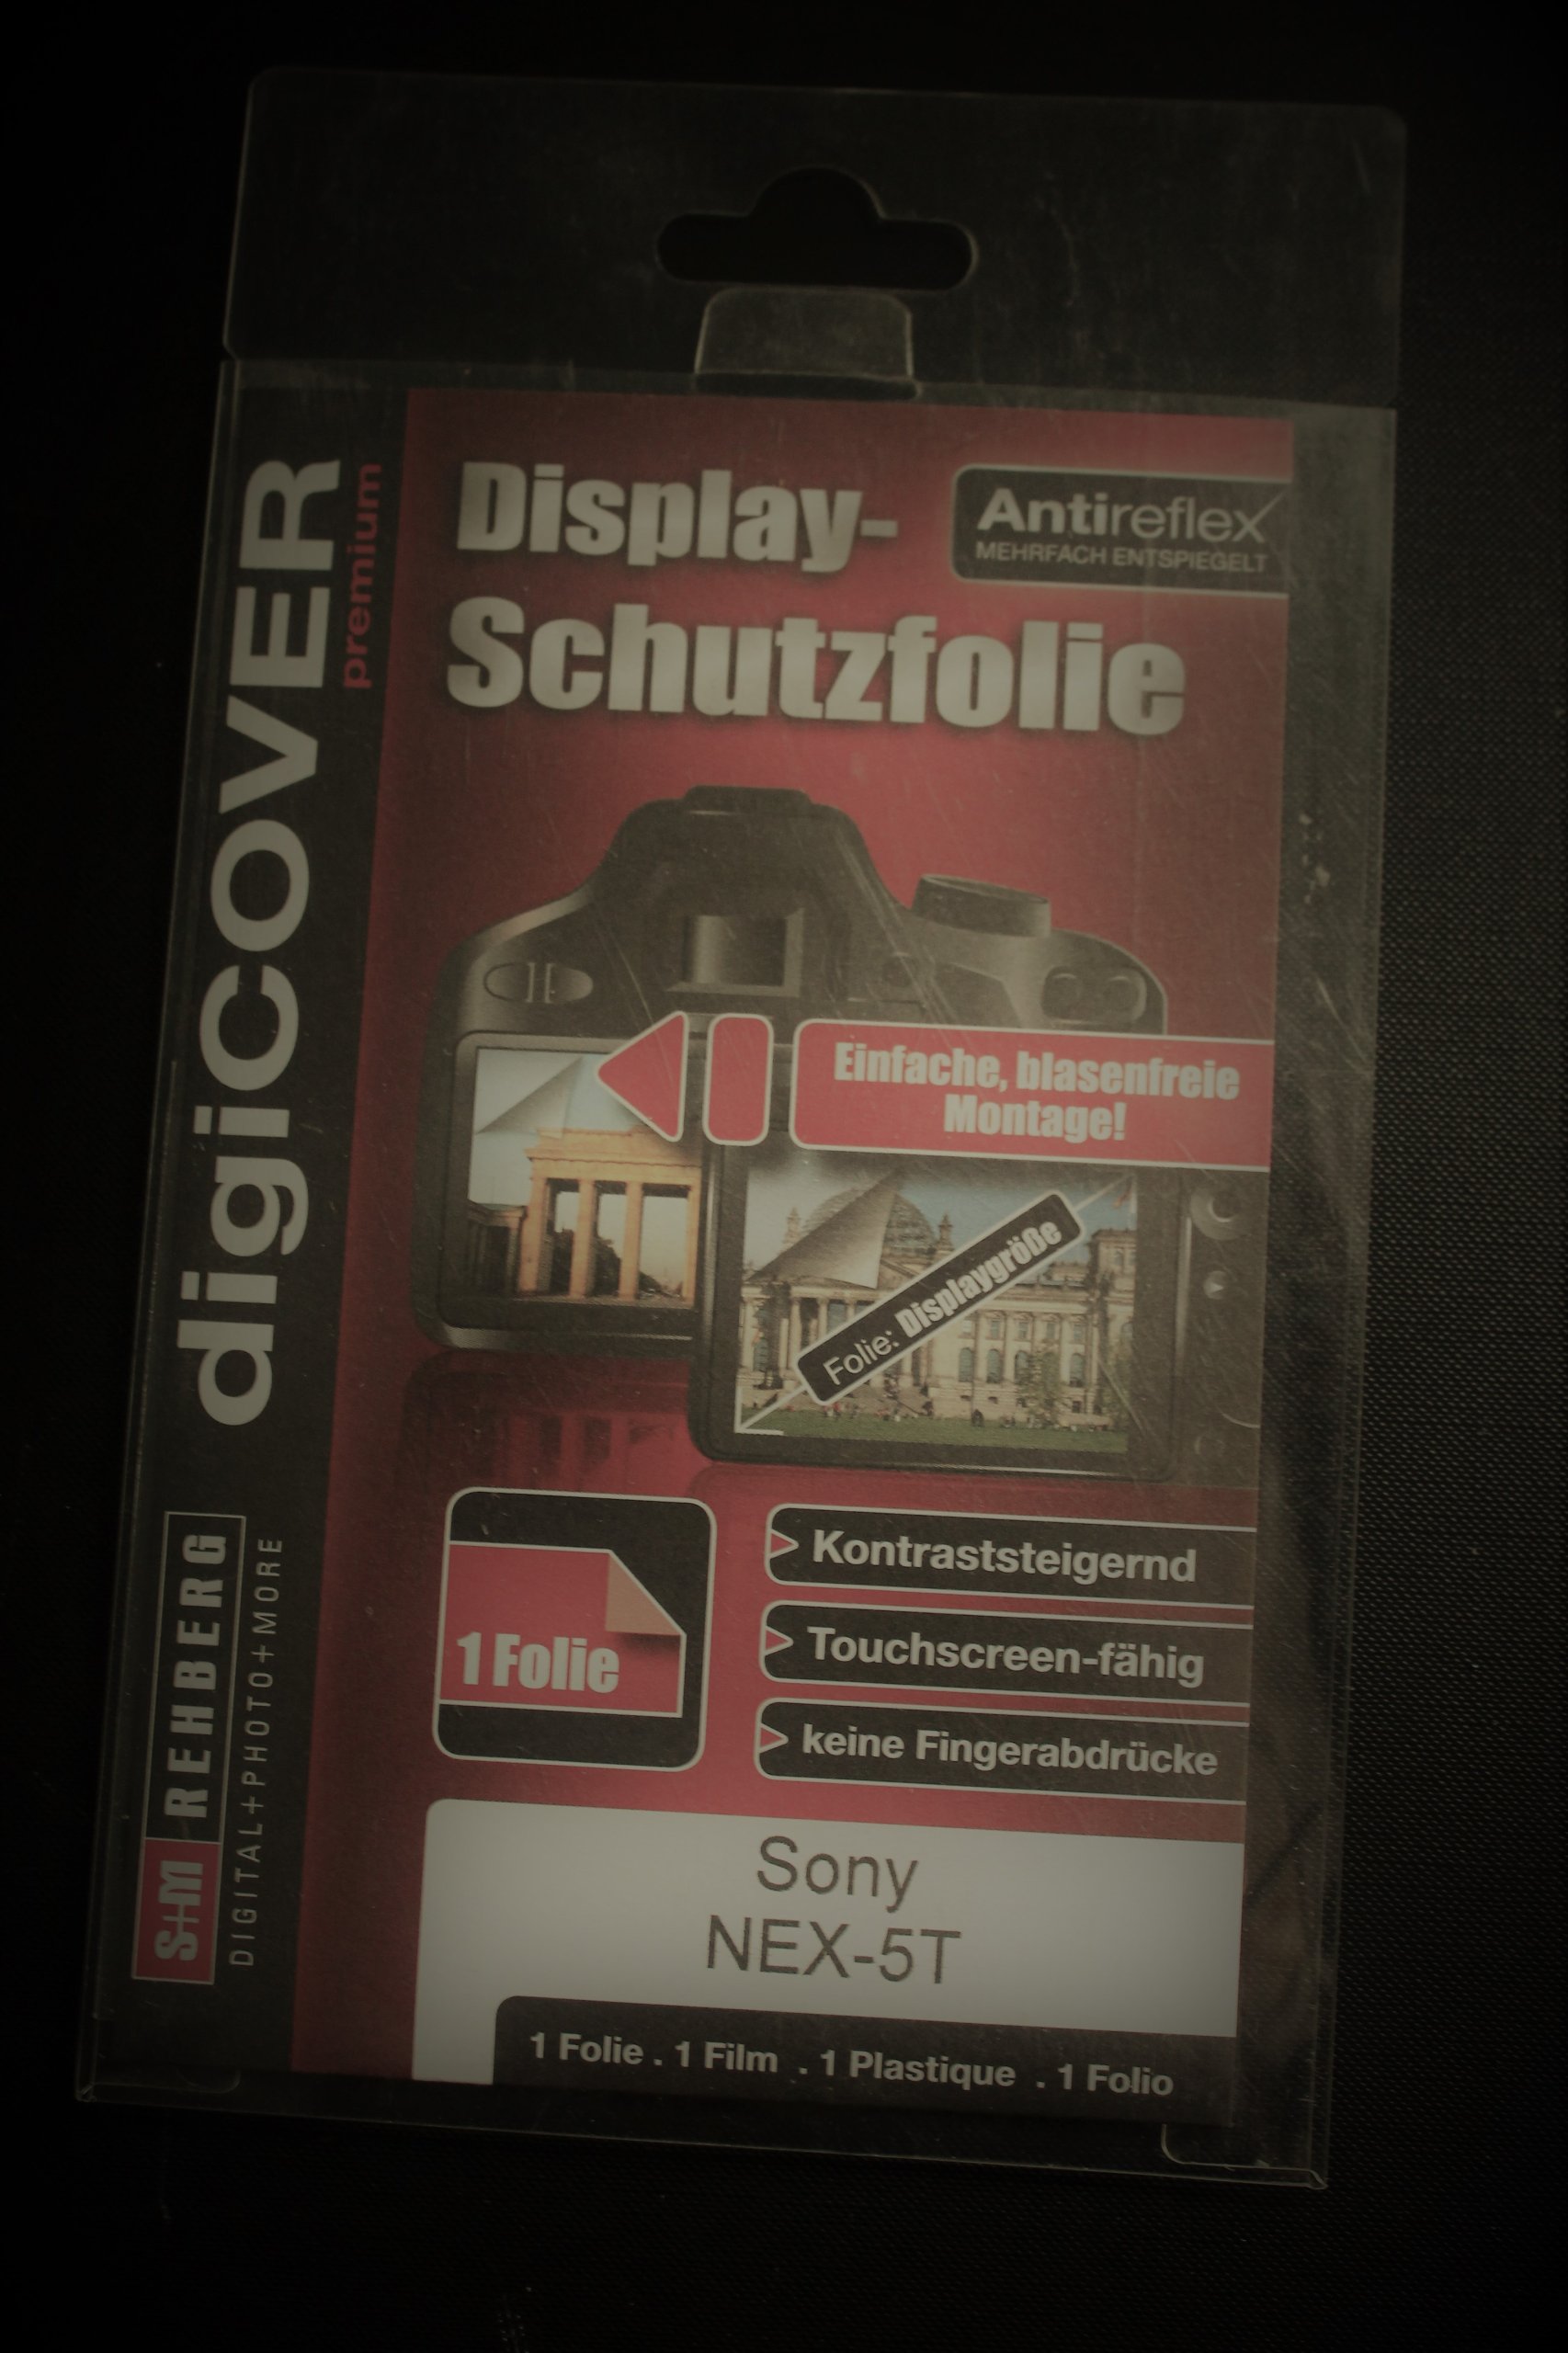 digiCOVER
premium
S+M REHBERG
DIGITAL+PHOTO+MORE
Display-
Schutzfolie
Antireflex
MEHRFACH ENTSPIEGELT
Einfache, blasenfreie
Montage!
Folie: Displaygröße
1 Folie
Kontraststeigernd
Touchscreen-fähig
keine Fingerabdrücke
Sony
NEX-5T
1 Folie . 1 Film . 1 Plastique . 1 Folio